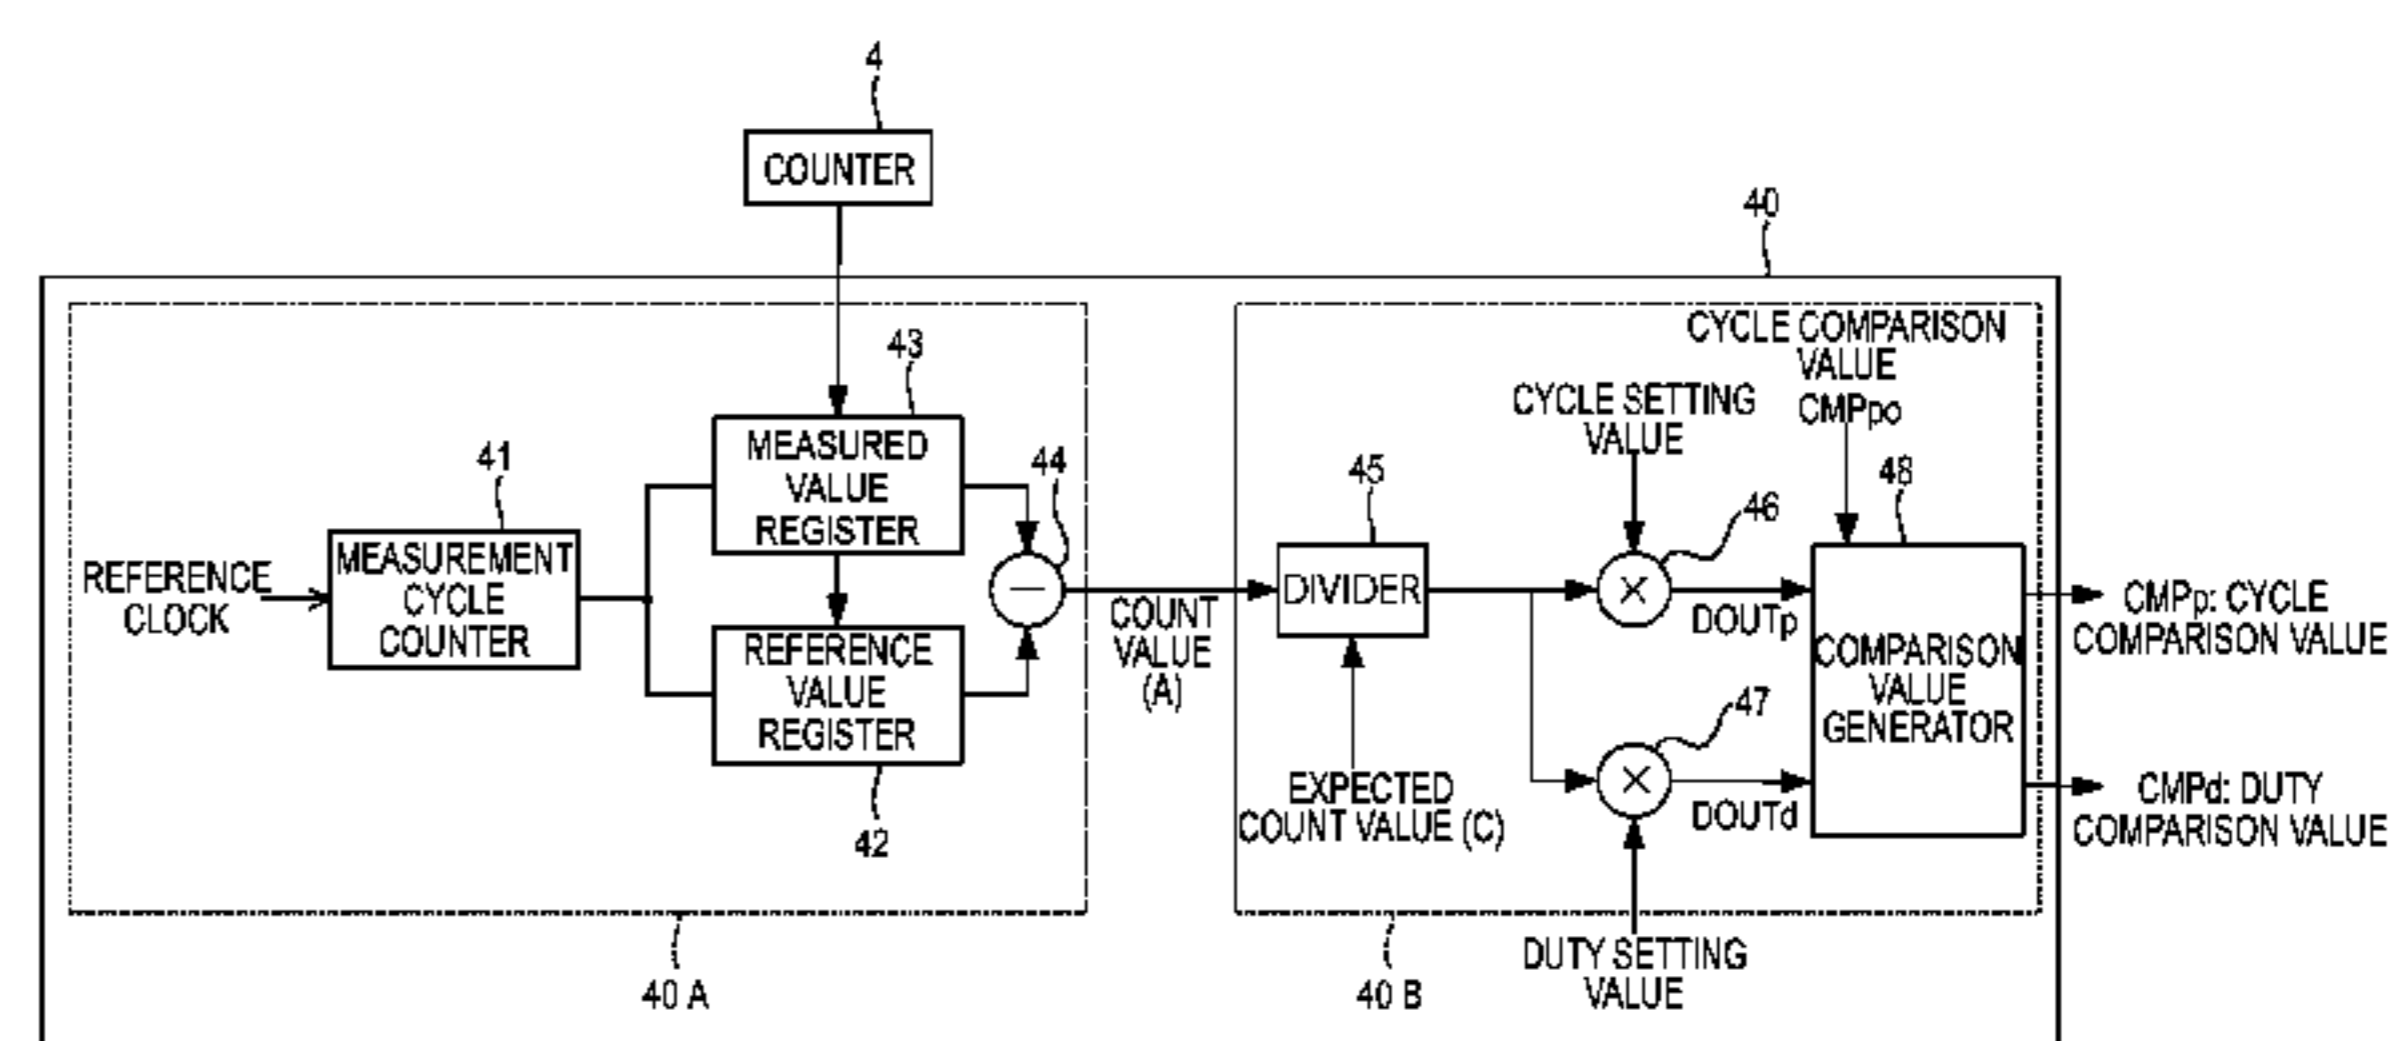 4
COUNTER
40
43
MEASURED
VALUE
REGISTER
41
MEASUREMENT
CYCLE
COUNTER
REFERENCE
CLOCK
REFERENCE
VALUE
REGISTER
42
44
COUNT
VALUE
(A)
40 A
45
DIVIDER
EXPECTED
COUNT VALUE (C)
CYCLE SETTING
VALUE
46
CYCLE COMPARISON
VALUE
CMPpo
48
DOUTp
47
DOUTd
COMPARISON
VALUE
GENERATOR
DUTY SETTING
VALUE
40 B
CMPp: CYCLE
COMPARISON VALUE
CMPd: DUTY
COMPARISON VALUE